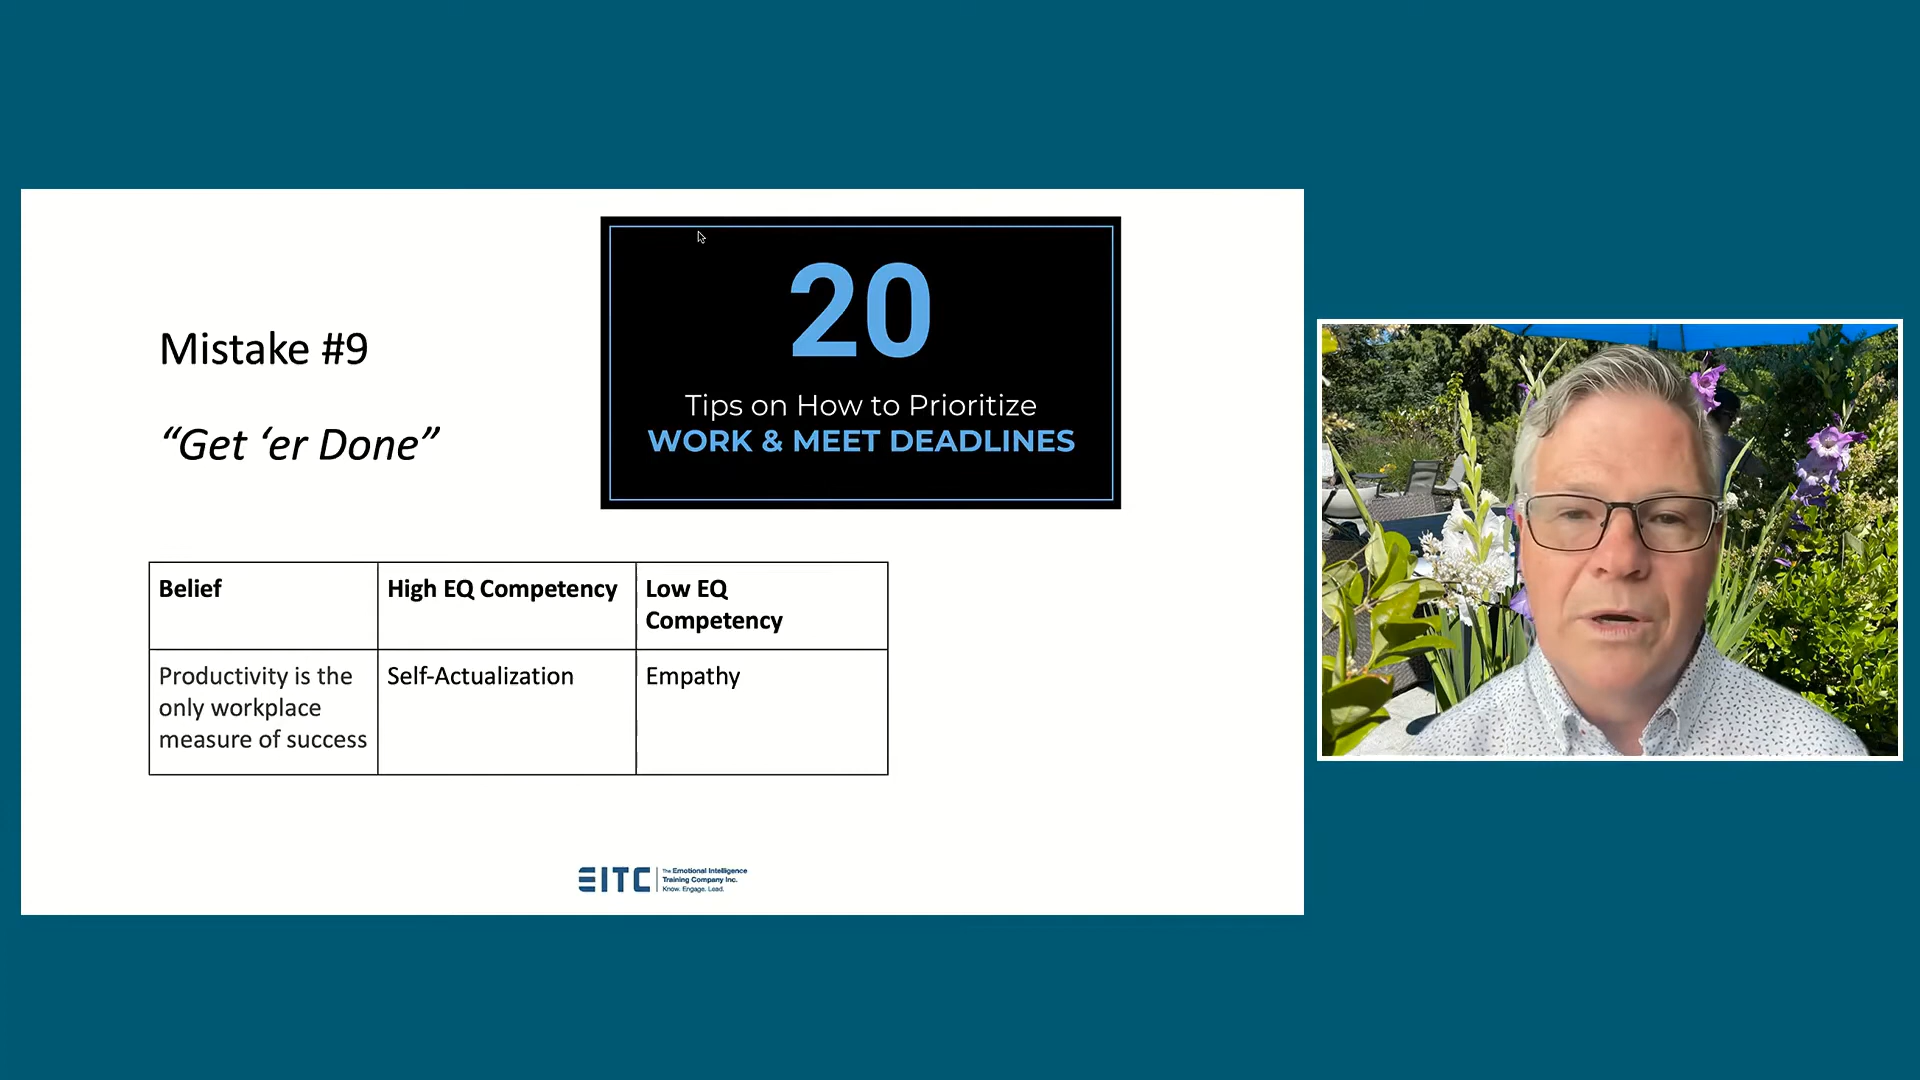 Mistake #9
“Get ‘er Done”
20
Tips on How to Prioritize
WORK & MEET DEADLINES
Belief
High EQ Competency
Low EQ
Competency
Productivity is the
only workplace
measure of success
Self-Actualization
Empathy
EITC
The Emotional Intelligence
Training Company Inc.
Know. Engage. Lead.